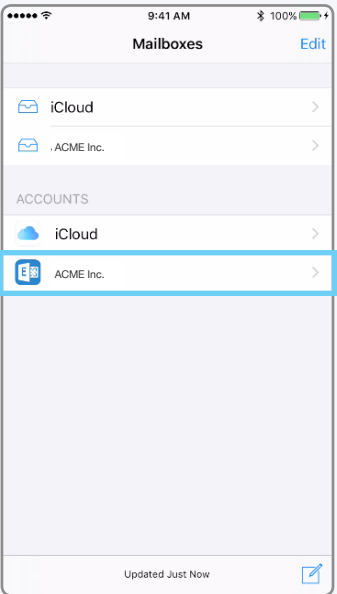 9:41 AM 100%
Mailboxes Edit
iCloud
. ACME Inc.
ACCOUNTS
iCloud
E ACME Inc.
Updated Just Now